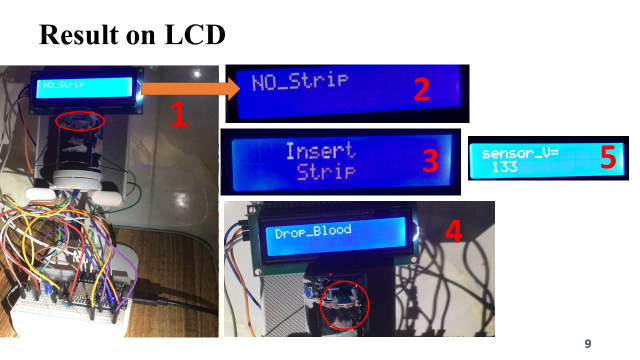 Result on LCD
NO_Strip
1
NO_Strip
2
Insert
Strip
3
sensor_V=
133
5
Drop_Blood
4
9